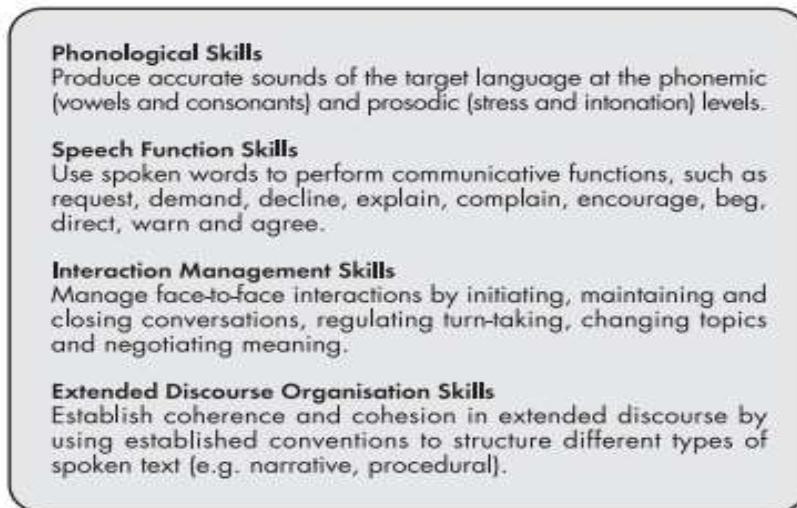 Phonological Skills
Produce accurate sounds of the target language at the phonemic
(vowels and consonants) and prosodic (stress and intonation) levels.
Speech Function Skills
Use spoken words to perform communicative functions, such as
request, demand, decline, explain, complain, encourage, beg,
direct, warn and agree.
Interaction Management Skills
Manage face-to-face interactions by initiating, maintaining and
closing conversations, regulating turn-taking, changing topics
and negotiating meaning.
Extended Discourse Organisation Skills
Establish coherence and cohesion in extended discourse by
using established conventions to structure different types of
spoken text (e.g. narrative, procedural).